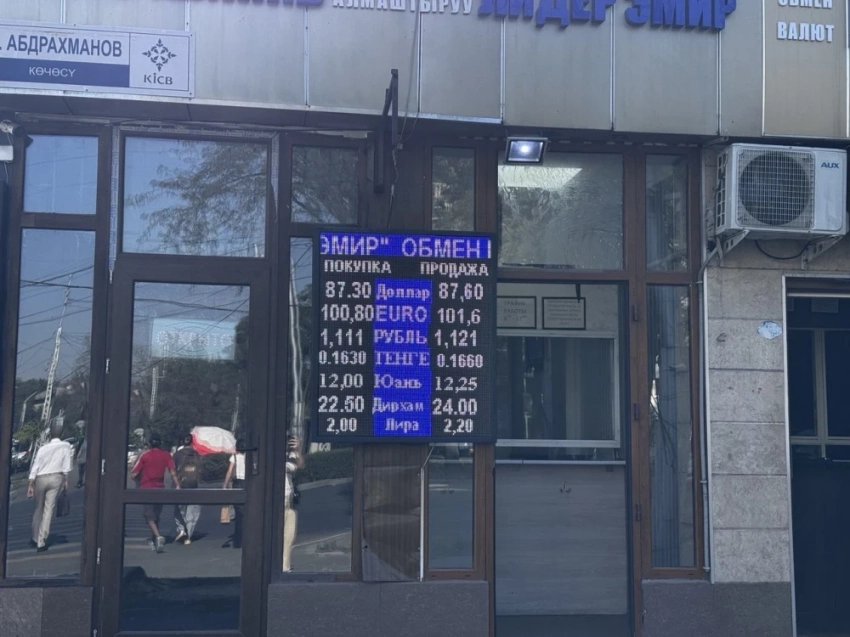 АЛМАШТЫРУУ ЛИДЕР ЭМИР
ОБМЕН
ВАЛЮТ
. АБДРАХМАНОВ
КӨЧӨСҮ
KICB
AUX
ЭМИР" ОБМЕН
ПОКУПКА ПРОДАЖА
87.30 Доллар 87,60
100,80 EURO 101,6
1,111 РУБЛЬ 1,121
0.1630 ТЕНГЕ 0.1660
12,00 Юань 12,25
22.50 Дирхам 24.00
2,00 Лира 2,20